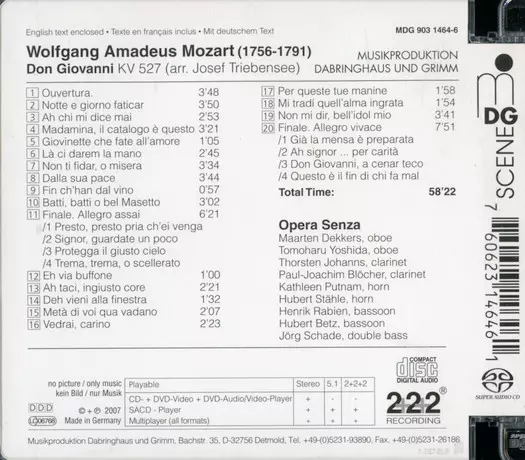 English text enclosed • Texte en français inclus • Mit deutschem Text
MDG 903 1464-6
Wolfgang Amadeus Mozart (1756-1791)
Don Giovanni KV 527 (arr. Josef Triebensee)
MUSIKPRODUKTION
DABRINGHAUS UND GRIMM
MDG
SCENE
1 Ouvertura. 3'48
2 Notte e giorno faticar 3'50
3 Ah chi mi dice mai 2'53
4 Madamina, il catalogo è questo 3'21
5 Giovinette che fate all'amore 1'05
6 Là ci darem la mano 2'45
7 Non ti fidar, o misera 3'34
8 Dalla sua pace 3'44
9 Fin ch'han dal vino 0'57
10 Batti, batti o bel Masetto 3'02
11 Finale. Allegro assai 6'21
/1 Presto, presto pria ch'ei venga
/2 Signor, guardate un poco
/3 Protegga il giusto cielo
/4 Trema, trema, o scellerato
12 Eh via buffone 1'00
13 Ah taci, ingiusto core 2'21
14 Deh vieni alla finestra 1'32
15 Metà di voi qua vadano 2'07
16 Vedrai, carino 2'23
17 Per queste tue manine 1'58
18 Mi tradí quell'alma ingrata 1'54
19 Non mi dir, bell'idol mio 3'41
20 Finale. Allegro vivace 7'51
/1 Già la mensa è preparata
/2 Ah signor ... per carità
/3 Don Giovanni, a cenar teco
/4 Questo è il fin di chi fa mal
Total Time: 58'22
Opera Senza
Maarten Dekkers, oboe
Tomoharu Yoshida, oboe
Thorsten Johanns, clarinet
Paul-Joachim Blöcher, clarinet
Kathleen Putnam, horn
Hubert Stähle, horn
Henrik Rabien, bassoon
Hubert Betz, bassoon
Jörg Schade, double bass
7 60623 14646 1
no picture / only music
kein Bild / nur Musik
Playable Stereo 5.1 2+2+2
CD- + DVD-Video + DVD-Audio/Video-Player + - -
SACD - Player + + +
Multiplayer (all formats) + + +
DDD
LC06768
© + ℗ 2007
Made in Germany
COMPACT
disc
DIGITAL AUDIO
2+2+2
RECORDING
SACD
SUPER AUDIO CD
Musikproduktion Dabringhaus und Grimm, Bachstr. 35, D-32756 Detmold, Tel. +49-(0)5231-93890, Fax: +49-(0)5231-26186